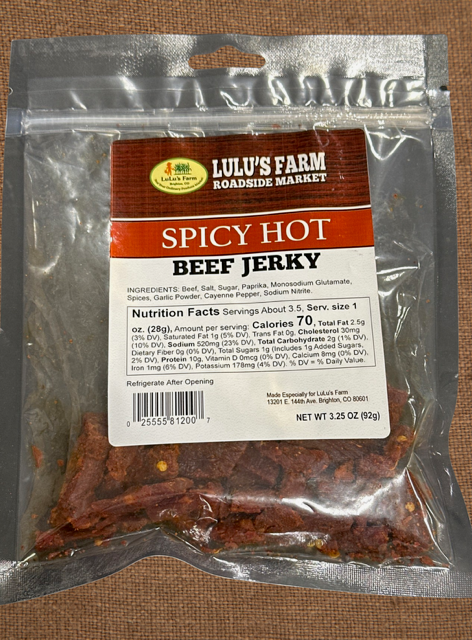 LULU'S FARM
ROADSIDE MARKET
LuLu's Farm
Brighton, CO
SPICY HOT
BEEF JERKY
INGREDIENTS: Beef, Salt, Sugar, Paprika, Monosodium Glutamate,
Spices, Garlic Powder, Cayenne Pepper, Sodium Nitrite.
Nutrition Facts Servings About 3.5, Serv. size 1
oz. (28g), Amount per serving: Calories 70, Total Fat 2.5g
(3% DV), Saturated Fat 1g (5% DV), Trans Fat 0g, Cholesterol 30mg
(10% DV), Sodium 520mg (23% DV), Total Carbohydrate 2g (1% DV),
Dietary Fiber 0g (0% DV), Total Sugars 1g (Includes 1g Added Sugars,
2% DV), Protein 10g, Vitamin D 0mcg (0% DV), Calcium 8mg (0% DV),
Iron 1mg (6% DV), Potassium 178mg (4% DV). % DV = % Daily Value.
Refrigerate After Opening
0 25555 81200 7
Made Especially for LuLu's Farm
13201 E. 144th Ave. Brighton, CO 80601
NET WT 3.25 OZ (92g)